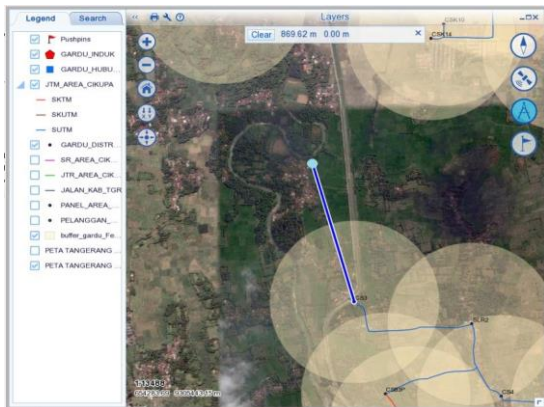 Legend
Search
Layers
Clear 869.62 m 0.00 m
Pushpins
GARDU_INDUK
GARDU_HUBU...
JTM_AREA_CIKUPA
SKTM
SKUTM
SUTM
GARDU_DISTR...
SR_AREA_CIK...
JTR_AREA_CIK...
JALAN_KAB_TGR
PANEL_AREA_...
PELANGGAN_...
buffer_gardu_Fe...
PETA TANGERANG ...
PETA TANGERANG ...
CSK14